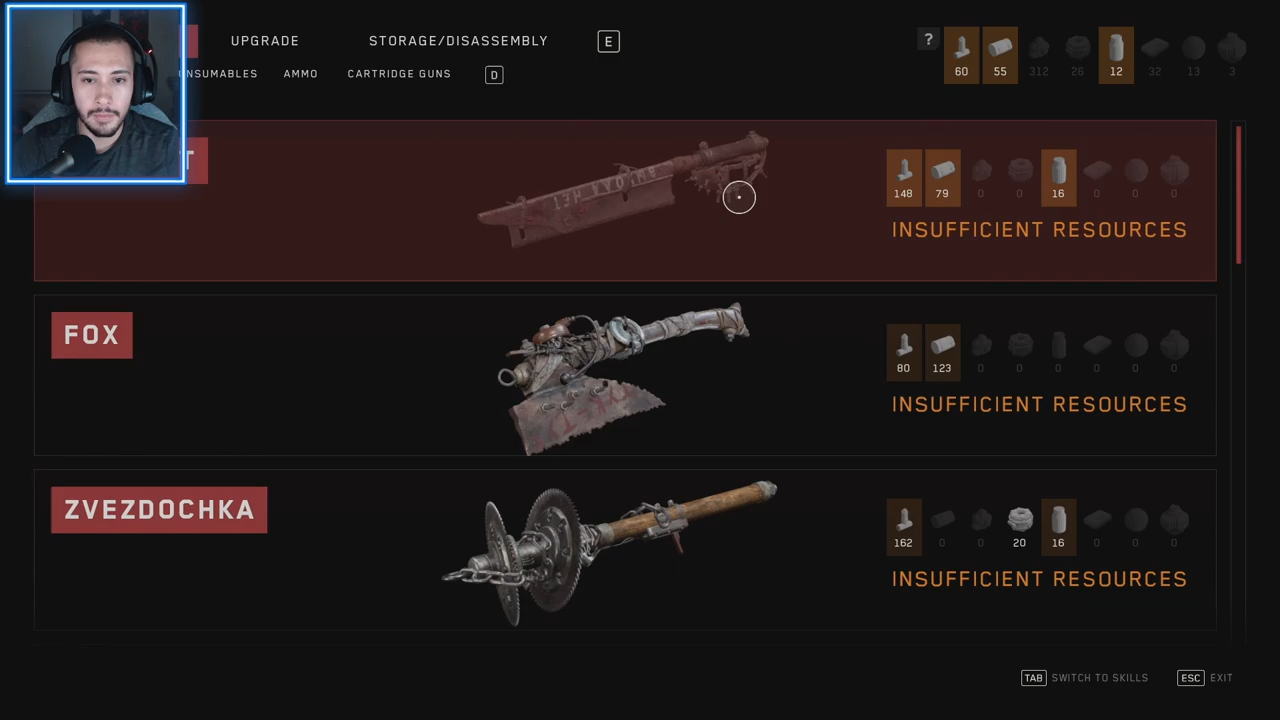 UPGRADE
STORAGE/DISASSEMBLY
E
AMMO
CARTRIDGE GUNS
D
?
60
55
312
26
12
32
13
3
148
79
0
0
16
0
0
0
INSUFFICIENT RESOURCES
FOX
80
123
0
0
0
0
0
0
INSUFFICIENT RESOURCES
ZVEZDOCHKA
162
0
0
20
16
0
0
0
INSUFFICIENT RESOURCES
TAB SWITCH TO SKILLS
ESC EXIT